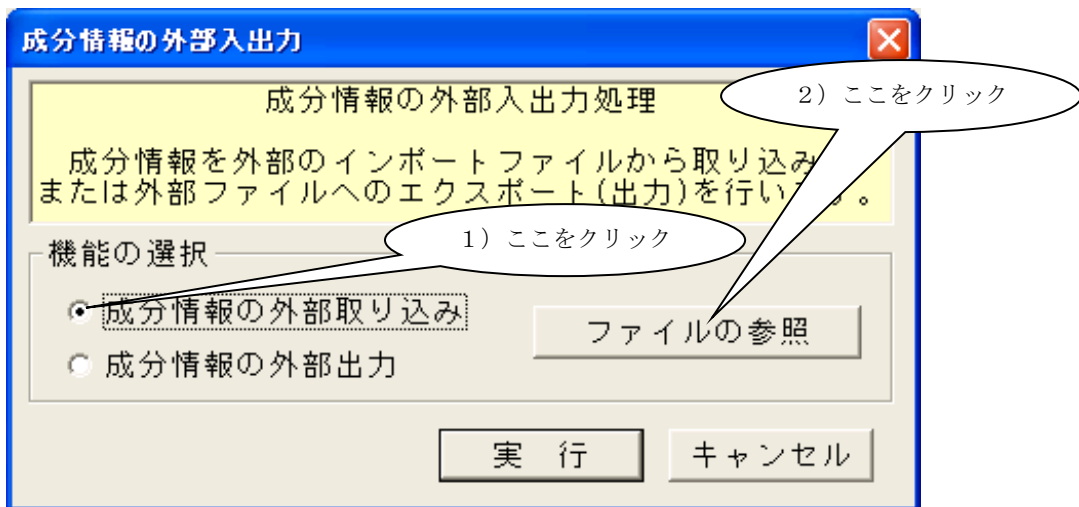 成分情報の外部入出力
成分情報の外部入出力処理
2）ここをクリック
成分情報を外部のインポートファイルから取り込み
または外部ファイルへのエクスポート(出力)を行い 。
1）ここをクリック
機能の選択
成分情報の外部取り込み
ファイルの参照
成分情報の外部出力
実 行
キャンセル